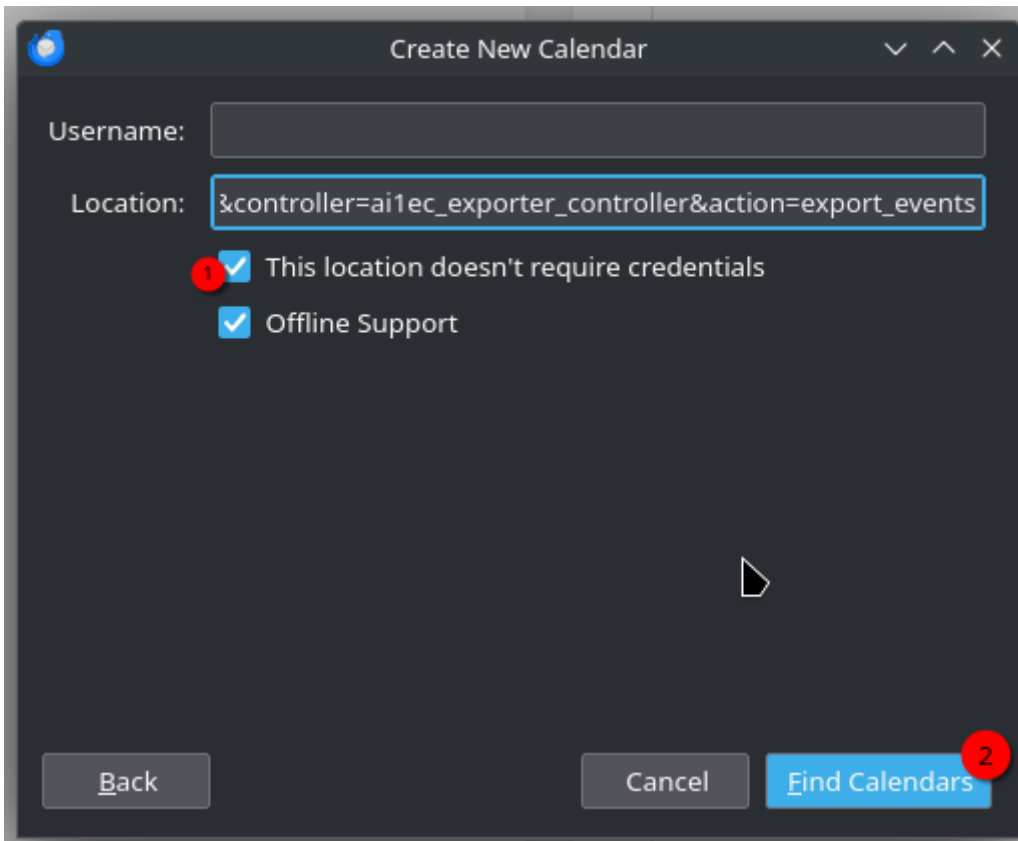 Create New Calendar
Username:
Location: &controller=ai1ec_exporter_controller&action=export_events
1 This location doesn't require credentials
Offline Support
2
Back Cancel Find Calendars